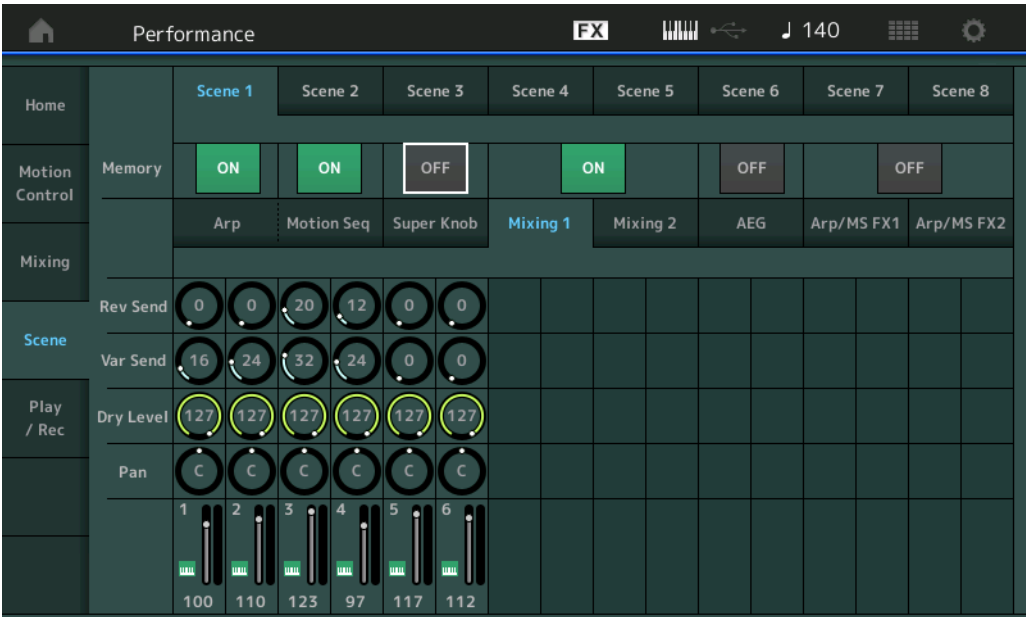 Performance FX ♩ 140
Home Scene 1 Scene 2 Scene 3 Scene 4 Scene 5 Scene 6 Scene 7 Scene 8
Motion Control Memory ON ON OFF ON OFF OFF
Arp Motion Seq Super Knob Mixing 1 Mixing 2 AEG Arp/MS FX1 Arp/MS FX2
Mixing
Rev Send 0 0 20 12 0 0
Scene
Var Send 16 24 32 24 0 0
Play / Rec
Dry Level 127 127 127 127 127 127
Pan C C C C C C
1 2 3 4 5 6
100 110 123 97 117 112